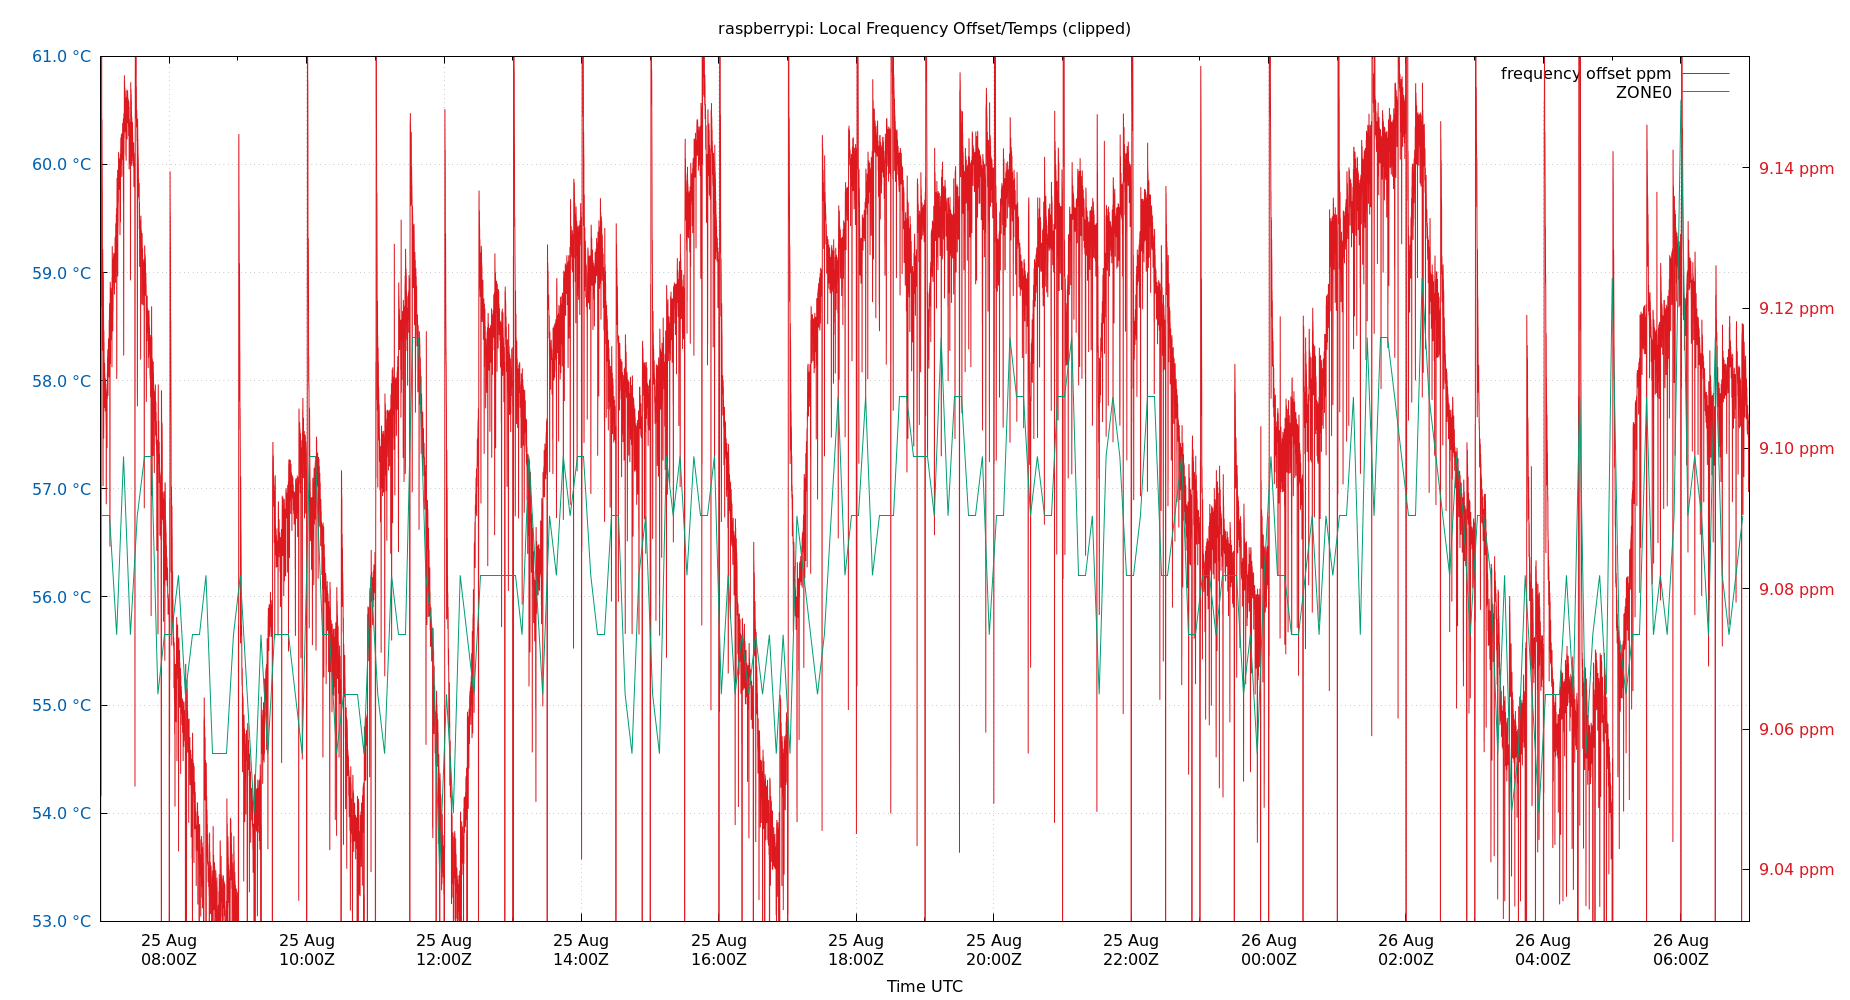 raspberrypi: Local Frequency Offset/Temps (clipped)
frequency offset ppm
ZONE0
61.0 °C
60.0 °C
59.0 °C
58.0 °C
57.0 °C
56.0 °C
55.0 °C
54.0 °C
53.0 °C
9.14 ppm
9.12 ppm
9.10 ppm
9.08 ppm
9.06 ppm
9.04 ppm
25 Aug 25 Aug 25 Aug 25 Aug 25 Aug 25 Aug 25 Aug 25 Aug 26 Aug 26 Aug 26 Aug 26 Aug
08:00Z 10:00Z 12:00Z 14:00Z 16:00Z 18:00Z 20:00Z 22:00Z 00:00Z 02:00Z 04:00Z 06:00Z
Time UTC